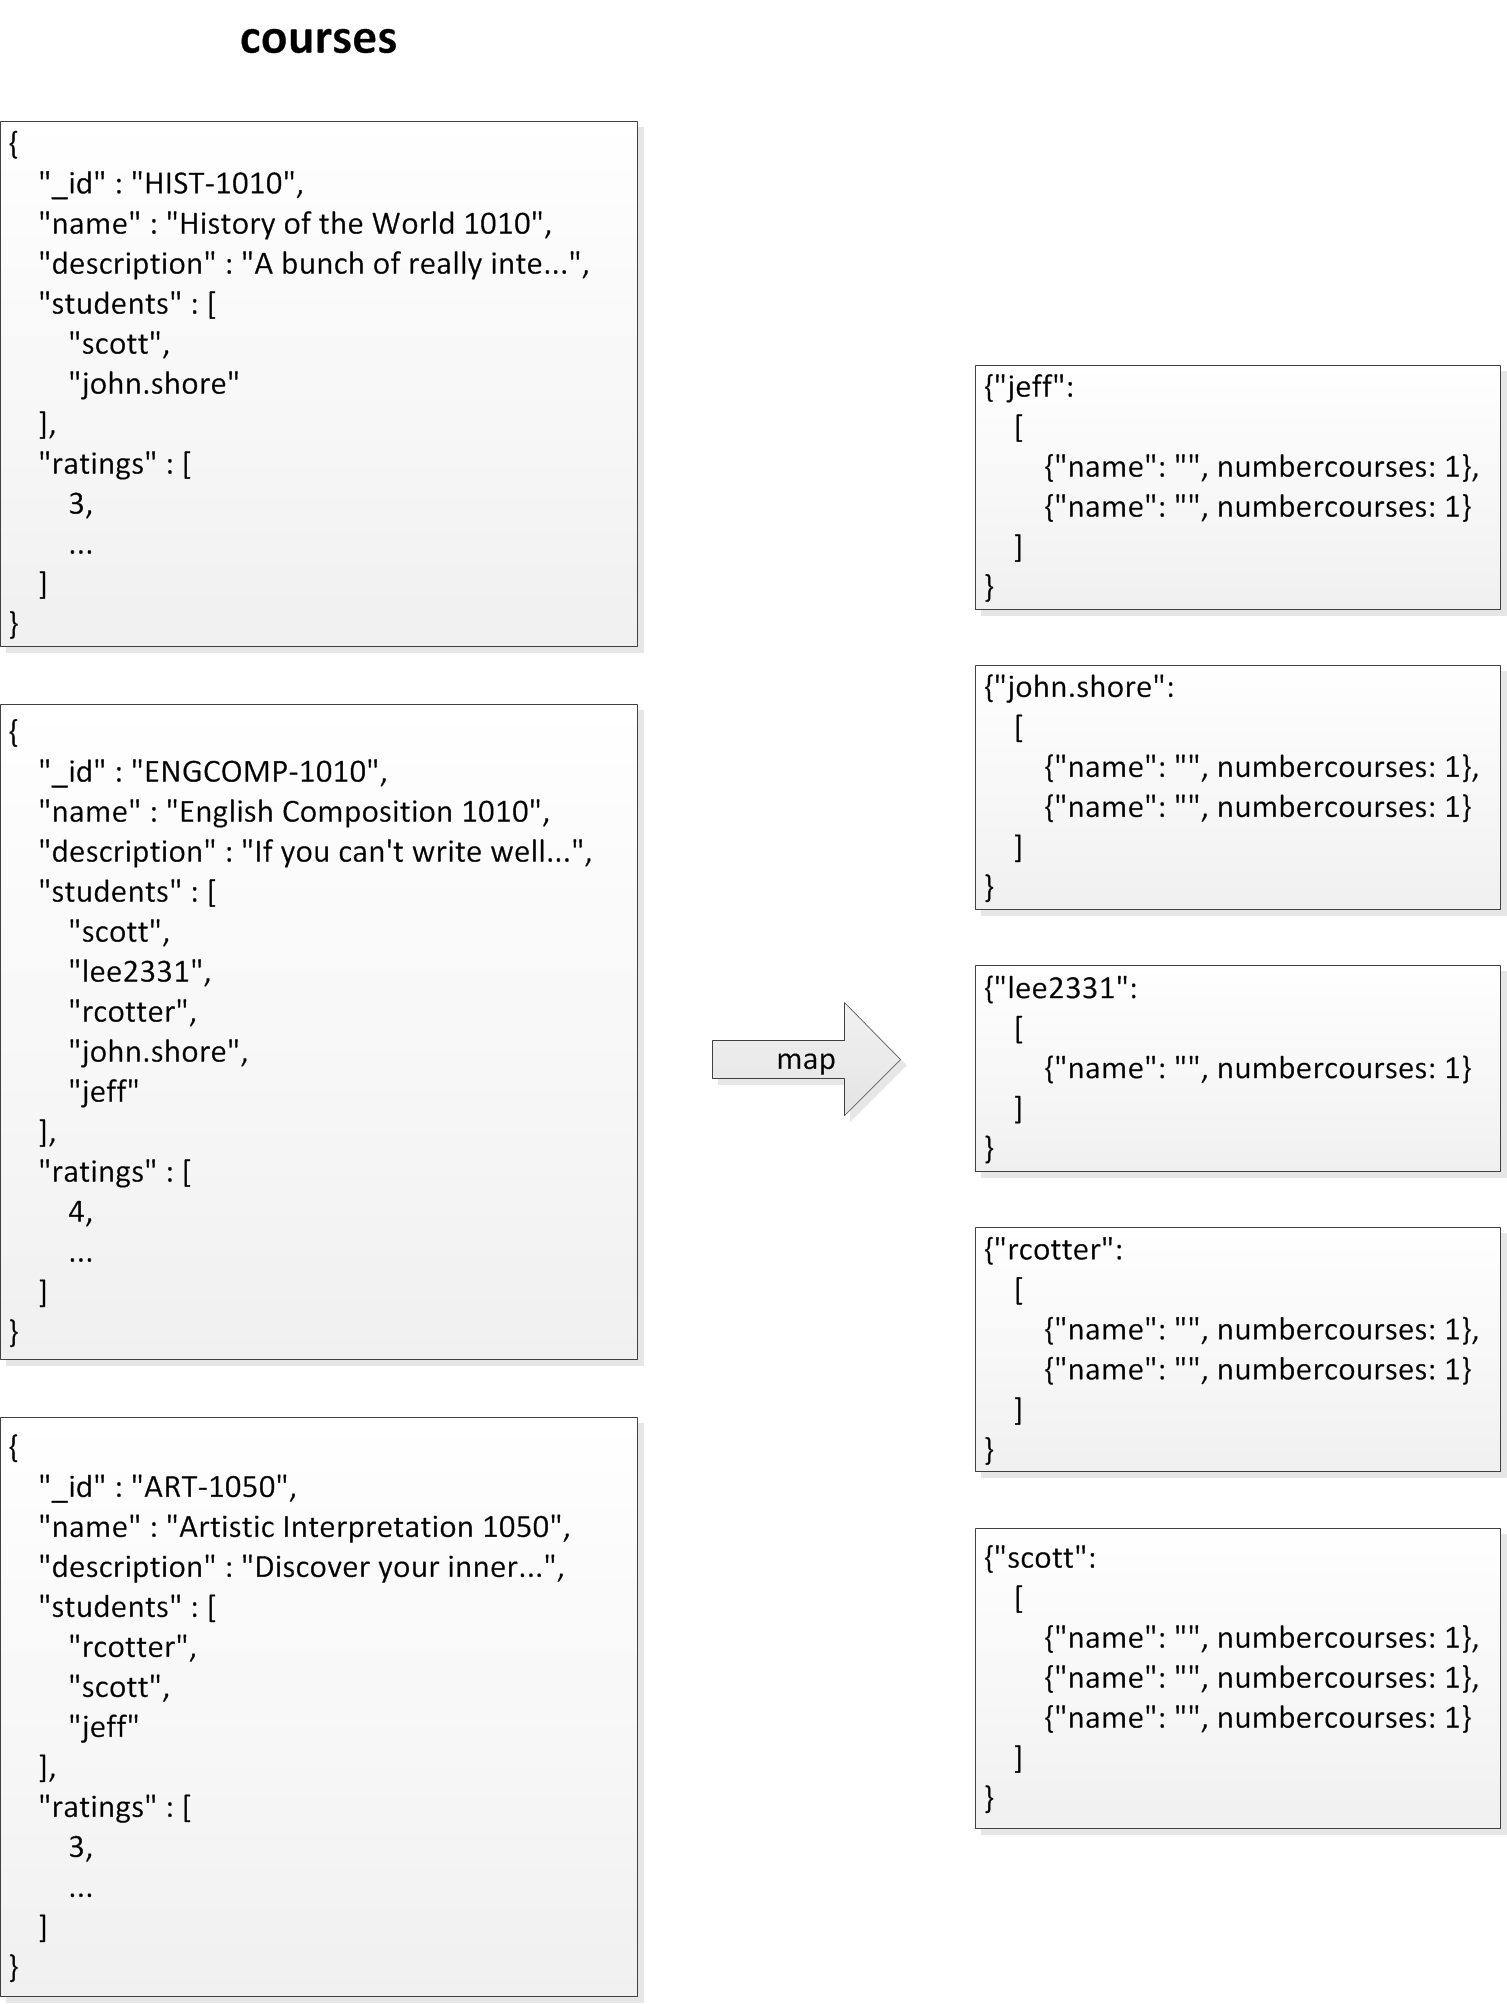 courses
{
"_id" : "HIST-1010",
"name" : "History of the World 1010",
"description" : "A bunch of really inte...",
"students" : [
"scott",
"john.shore"
],
"ratings" : [
3,
...
]
}
{
"_id" : "ENGCOMP-1010",
"name" : "English Composition 1010",
"description" : "If you can't write well...",
"students" : [
"scott",
"lee2331",
"rcotter",
"john.shore",
"jeff"
],
"ratings" : [
4,
...
]
}
{
"_id" : "ART-1050",
"name" : "Artistic Interpretation 1050",
"description" : "Discover your inner...",
"students" : [
"rcotter",
"scott",
"jeff"
],
"ratings" : [
3,
...
]
}
map
{"jeff":
[
{"name": "", numbercourses: 1},
{"name": "", numbercourses: 1}
]
}
{"john.shore":
[
{"name": "", numbercourses: 1},
{"name": "", numbercourses: 1}
]
}
{"lee2331":
[
{"name": "", numbercourses: 1}
]
}
{"rcotter":
[
{"name": "", numbercourses: 1},
{"name": "", numbercourses: 1}
]
}
{"scott":
[
{"name": "", numbercourses: 1},
{"name": "", numbercourses: 1},
{"name": "", numbercourses: 1}
]
}